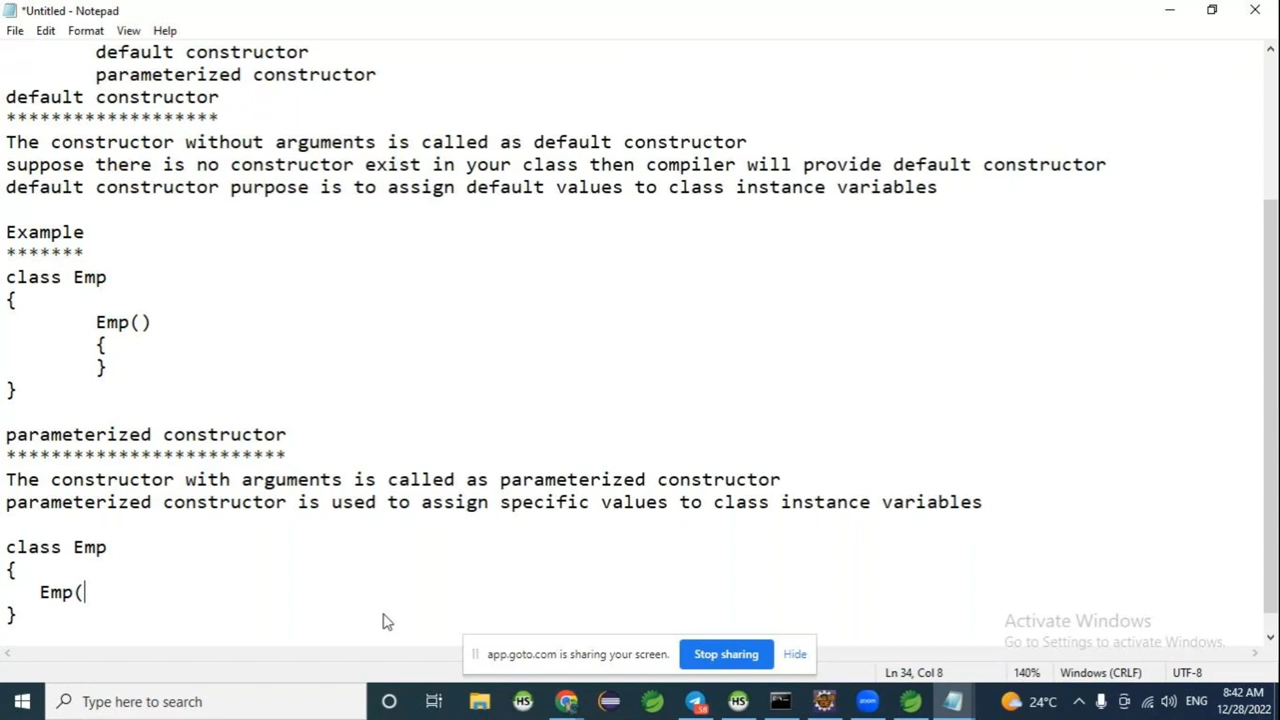 *Untitled - Notepad
File Edit Format View Help
default constructor
parameterized constructor
default constructor
*******************
The constructor without arguments is called as default constructor
suppose there is no constructor exist in your class then compiler will provide default constructor
default constructor purpose is to assign default values to class instance variables
Example
*******
class Emp
{
Emp()
{
}
}
parameterized constructor
*************************
The constructor with arguments is called as parameterized constructor
parameterized constructor is used to assign specific values to class instance variables
class Emp
{
Emp(
}
Activate Windows
Go to Settings to activate Windows.
app.goto.com is sharing your screen. Stop sharing Hide
Ln 34, Col 8 140% Windows (CRLF) UTF-8
Type here to search HS 58 HS zoom 24°C ENG 8:42 AM
12/28/2022